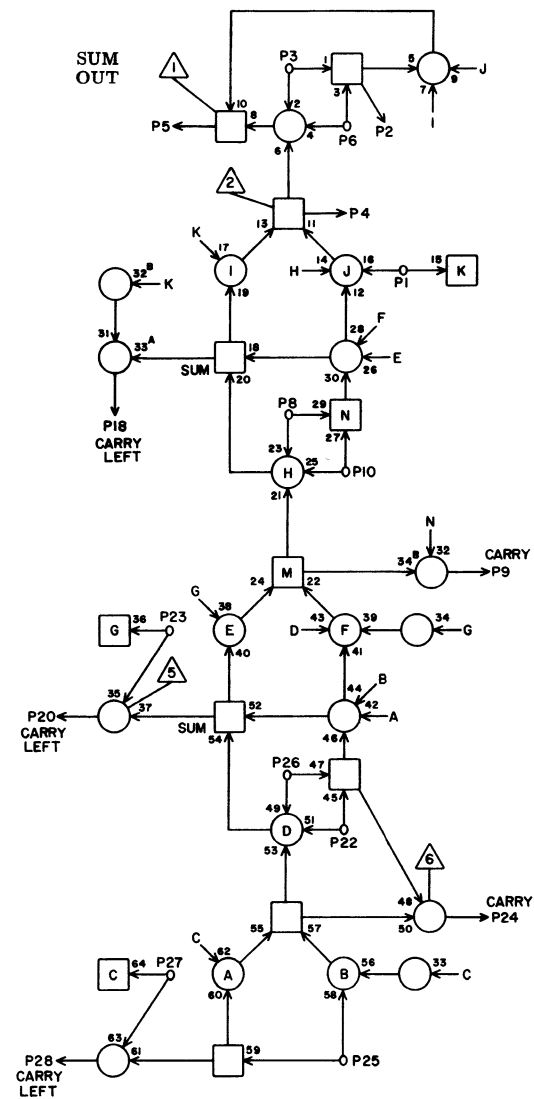 SUM
OUT
1
P3
1
5
J
3
7
9
10
2
P5
8
4
P6
P2
I
6
2
P4
13
11
K
17
14
16
15
H
I
J
P1
K
19
12
32B
K
28
F
31
33A
18
E
SUM
20
30
26
P18
CARRY
LEFT
P8
29
N
27
23
25
H
P10
21
N
34B
32
CARRY
M
P9
24
22
G
38
43
39
34
G
36
P23
E
D
F
G
40
41
5
44
B
35
37
52
42
A
P20
CARRY
LEFT
SUM
54
46
P26
47
45
49
51
D
P22
53
6
48
CARRY
50
P24
55
57
C
62
56
33
C
64
P27
A
B
C
60
58
63
61
59
P25
P28
CARRY
LEFT